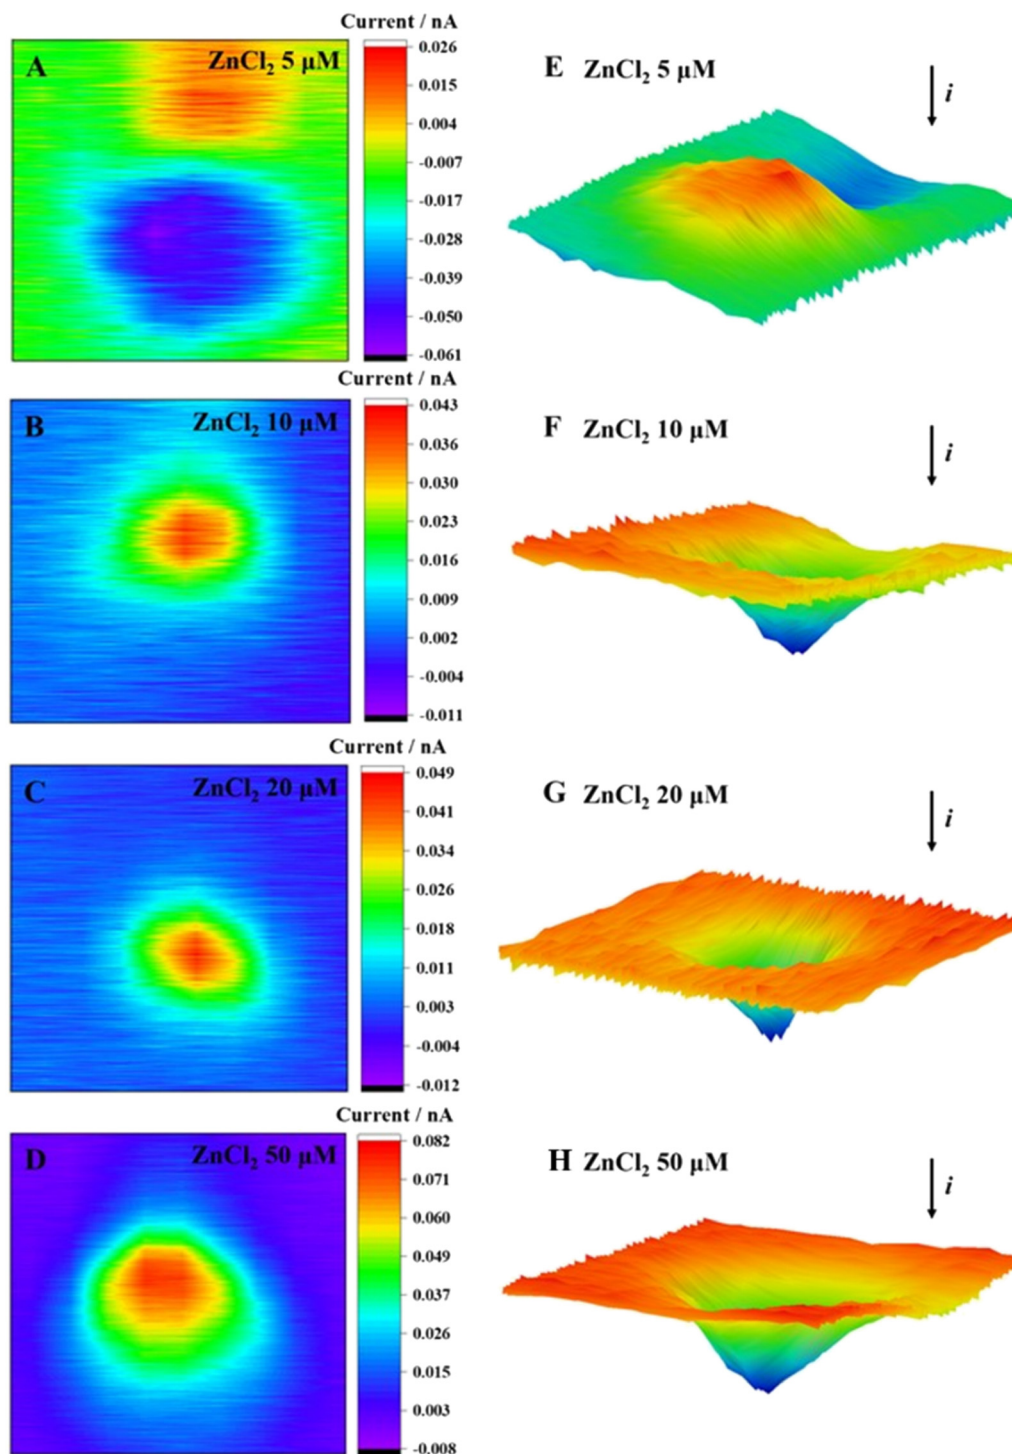 Current / nA
A ZnCl₂ 5 μM
0.026
0.015
0.004
-0.007
-0.017
-0.028
-0.039
-0.050
-0.061
E ZnCl₂ 5 μM
i
Current / nA
B ZnCl₂ 10 μM
0.043
0.036
0.030
0.023
0.016
0.009
0.002
-0.004
-0.011
F ZnCl₂ 10 μM
i
Current / nA
C ZnCl₂ 20 μM
0.049
0.041
0.034
0.026
0.018
0.011
0.003
-0.004
-0.012
G ZnCl₂ 20 μM
i
Current / nA
D ZnCl₂ 50 μM
0.082
0.071
0.060
0.049
0.037
0.026
0.015
0.003
-0.008
H ZnCl₂ 50 μM
i